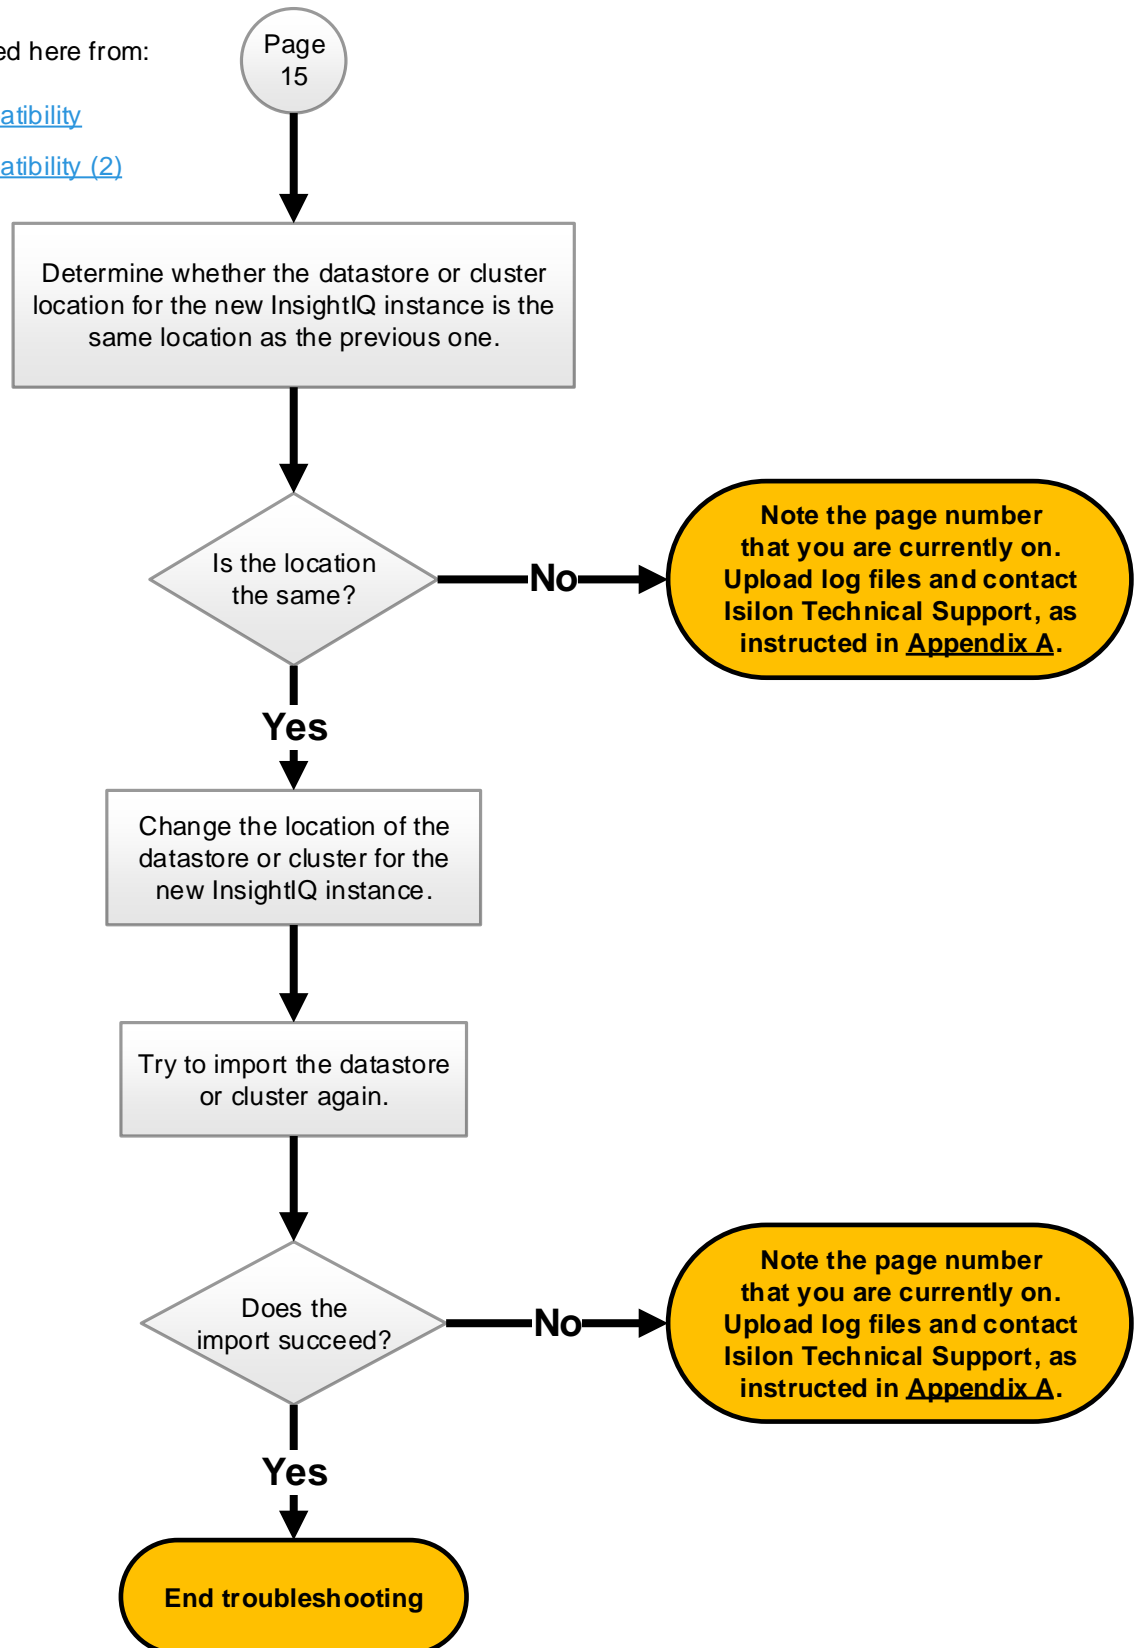 ed here from:
atibility
atibility (2)
Page
15
Determine whether the datastore or cluster
location for the new InsightIQ instance is the
same location as the previous one.
Is the location
the same?
No
Note the page number
that you are currently on.
Upload log files and contact
Isilon Technical Support, as
instructed in Appendix A.
Yes
Change the location of the
datastore or cluster for the
new InsightIQ instance.
Try to import the datastore
or cluster again.
Does the
import succeed?
No
Note the page number
that you are currently on.
Upload log files and contact
Isilon Technical Support, as
instructed in Appendix A.
Yes
End troubleshooting